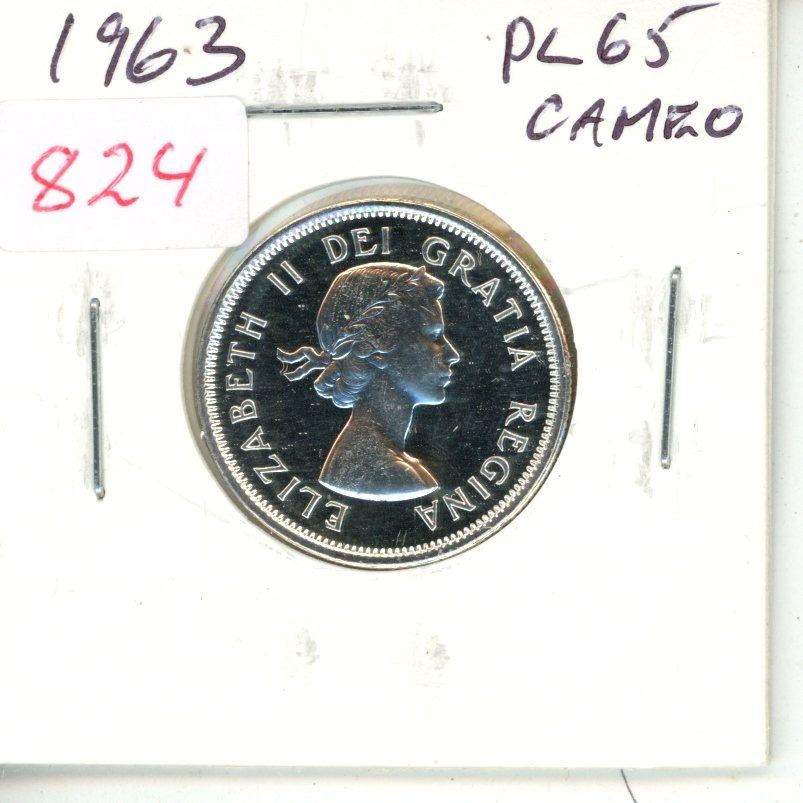 1963
PL65
CAMEO
824
ELIZABETH II DEI GRATIA REGINA